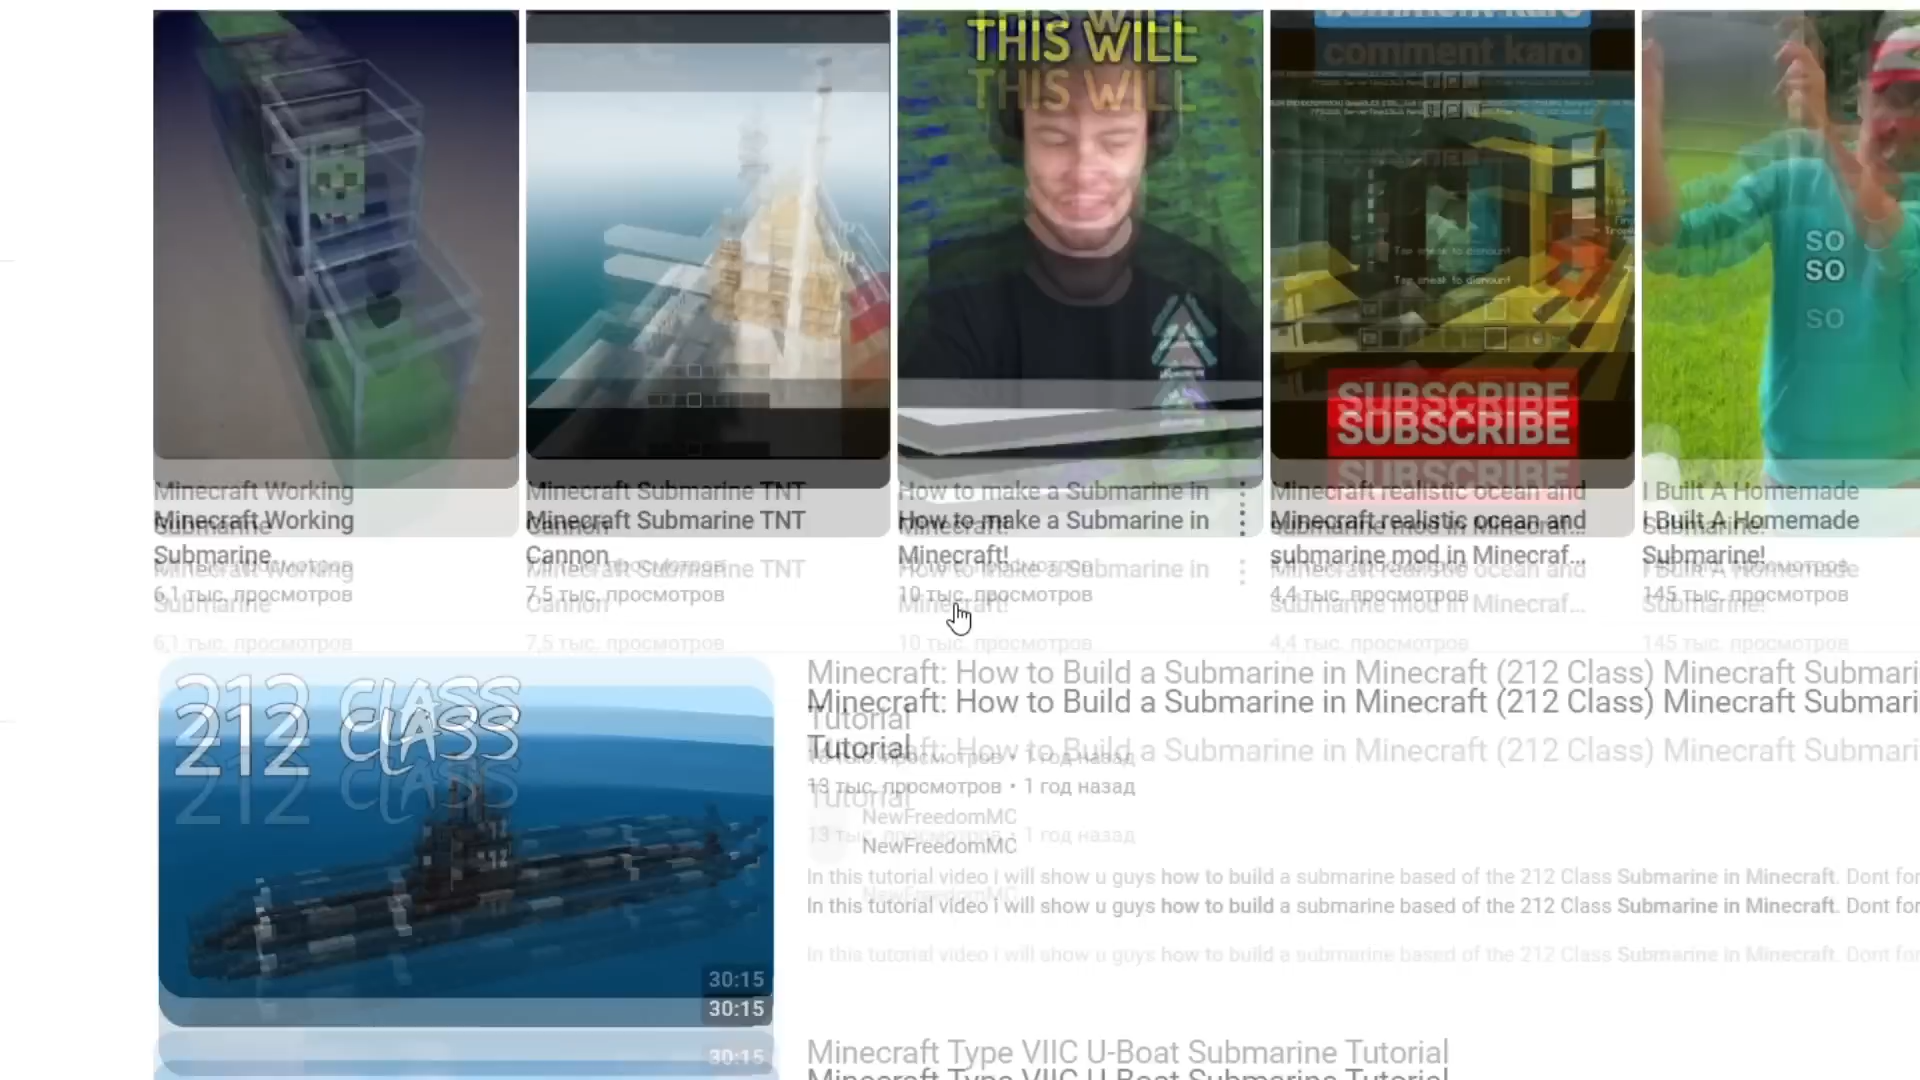 THIS WILL
comment karo
Tap sneak to dismount
SO
SUBSCRIBE
Minecraft Working
Submarine
6,1 тыс. просмотров
Minecraft Submarine TNT
Cannon
7,5 тыс. просмотров
How to make a Submarine in
Minecraft!
10 тыс. просмотров
Minecraft realistic ocean and
submarine mod in Minecraf...
4,4 тыс. просмотров
I Built A Homemade
Submarine!
145 тыс. просмотров
212 CLASS
30:15
Minecraft: How to Build a Submarine in Minecraft (212 Class) Minecraft Submari
Tutorial
13 тыс. просмотров • 1 год назад
NewFreedomMC
In this tutorial video i will show u guys how to build a submarine based of the 212 Class Submarine in Minecraft. Dont for
Minecraft Type VIIC U-Boat Submarine Tutorial